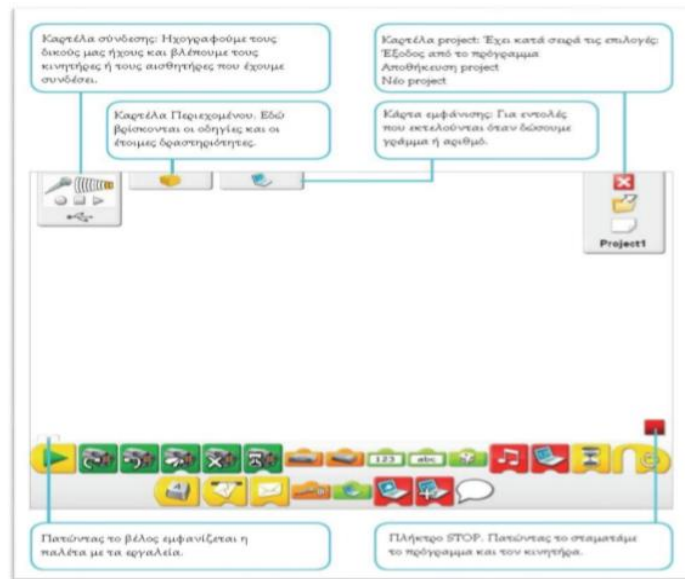 Καρτέλα σύνδεσης: Ηχογραφούμε τους
δικούς μας ήχους και βλέπουμε τους
κινητήρες ή τους αισθητήρες που έχουμε
συνδέσει.
Καρτέλα project: Έχει κατά σειρά τις επιλογές:
Έξοδος από το πρόγραμμα
Αποθήκευση project
Νέο project
Καρτέλα Περιεχομένου. Εδώ
βρίσκονται οι οδηγίες και οι
έτοιμες δραστηριότητες.
Κάρτα εμφάνισης: Για εντολές
που εκτελούνται όταν δώσουμε
γράμμα ή αριθμό.
Project1
123
abc
Πατώντας το βέλος εμφανίζεται η
παλέτα με τα εργαλεία.
Πλήκτρο STOP. Πατώντας το σταματάμε
το πρόγραμμα και τον κινητήρα.